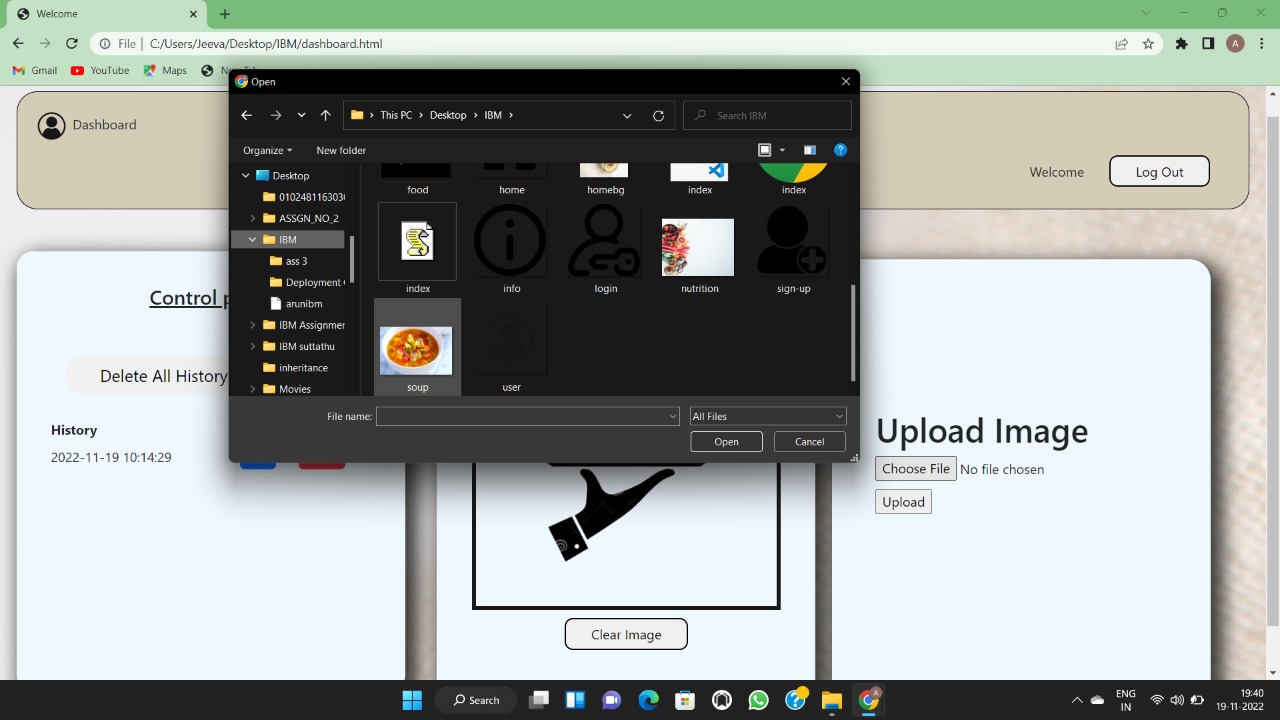 Welcome
File
C:/Users/Jeeva/Desktop/IBM/dashboard.html
A
Gmail
YouTube
Maps
Open
This PC > Desktop > IBM >
Search IBM
Organize
New folder
Dashboard
Welcome
Log Out
Desktop
ASSGN_NO_2
IBM
ass 3
Deployment
arunibm
IBM Assignmer
IBM suttathu
inheritance
Movies
food
home
homebg
index
index
index
info
login
nutrition
sign-up
soup
user
File name:
All Files
Open
Cancel
Control
Delete All History
History
2022-11-19 10:14:29
Upload Image
Choose File No file chosen
Upload
Clear Image
Search
ENG
IN
19:40
19-11-2022